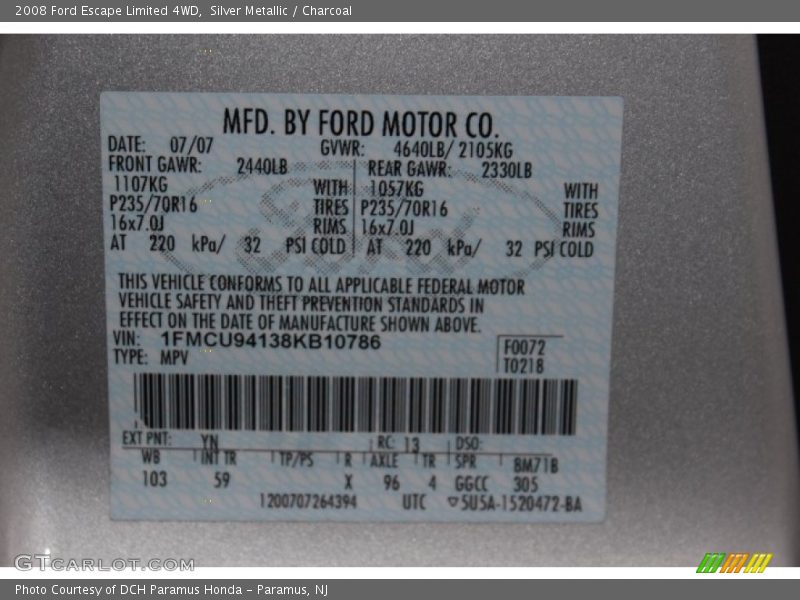 2008 Ford Escape Limited 4WD, Silver Metallic / Charcoal
MFD. BY FORD MOTOR CO.
DATE: 07/07 GVWR: 4640LB/ 2105KG
FRONT GAWR: 2440LB REAR GAWR: 2330LB
1107KG WITH 1057KG WITH
P235/70R16 TIRES P235/70R16 TIRES
16x7.0J RIMS 16x7.0J RIMS
AT 220 kPa/ 32 PSI COLD AT 220 kPa/ 32 PSI COLD
THIS VEHICLE CONFORMS TO ALL APPLICABLE FEDERAL MOTOR
VEHICLE SAFETY AND THEFT PREVENTION STANDARDS IN
EFFECT ON THE DATE OF MANUFACTURE SHOWN ABOVE.
VIN: 1FMCU94138KB10786
TYPE: MPV
F0072
T0218
EXT PNT: YN RC: 13 DSO:
WB INT TR TP/PS R AXLE TR SPR BM71B
103 59 X 96 4 GGCC 305
1200707264394 UTC ▽5U5A-1520472-BA
GTCARLOT.COM
Photo Courtesy of DCH Paramus Honda - Paramus, NJ